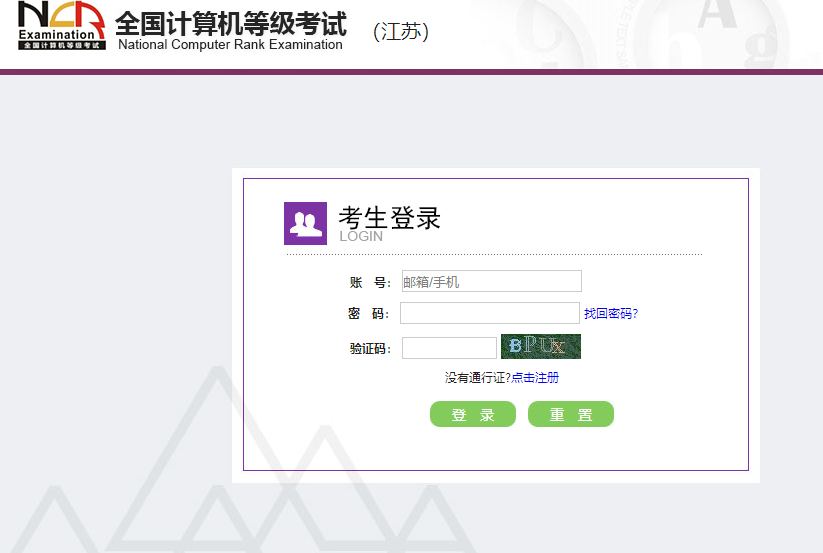 NCR
Examination
全国计算机等级考试
全国计算机等级考试 （江苏）
National Computer Rank Examination
考生登录
LOGIN
账 号： 邮箱/手机
密 码： 找回密码?
验证码： BPUX
没有通行证?点击注册
登 录 重 置